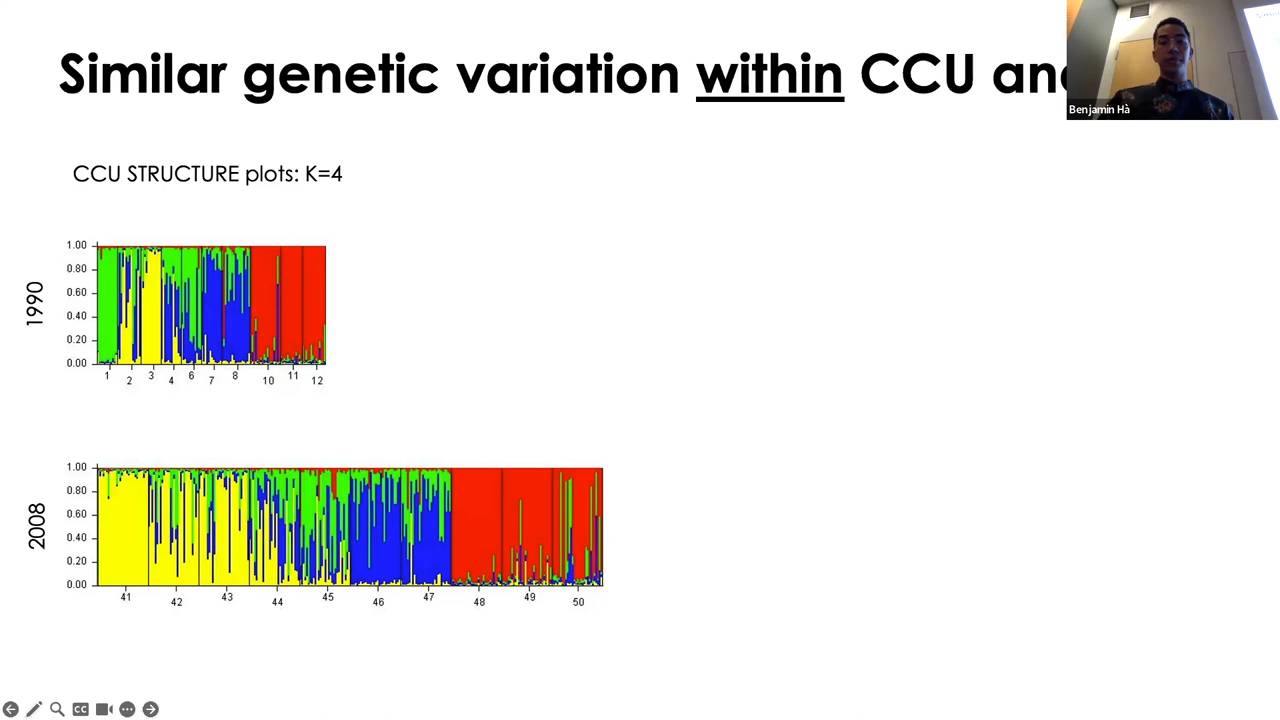 Similar genetic variation within CCU and
Benjamin Hà
CCU STRUCTURE plots: K=4
1990
1.00
0.80
0.60
0.40
0.20
0.00
1 2 3 4 6 7 8 10 11 12
2008
1.00
0.80
0.60
0.40
0.20
0.00
41 42 43 44 45 46 47 48 49 50
CC